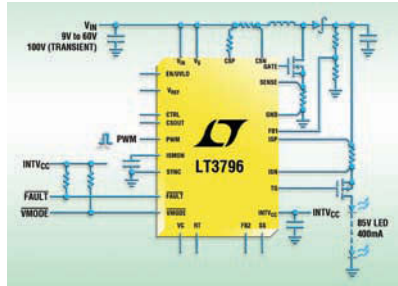 VIN
9V to 60V
100V (TRANSIENT)
VIN
VS
CSP
CSN
GATE
EN/UVLO
SENSE
VREF
CTRL
GND
CSOUT
FB1
PWM
PWM
ISP
ISMON
LT3796
INTVCC
SYNC
ISN
TG
FAULT
FAULT
INTVCC
INTVCC
VMODE
VMODE
85V LED
400mA
VC
RT
FB2
SS